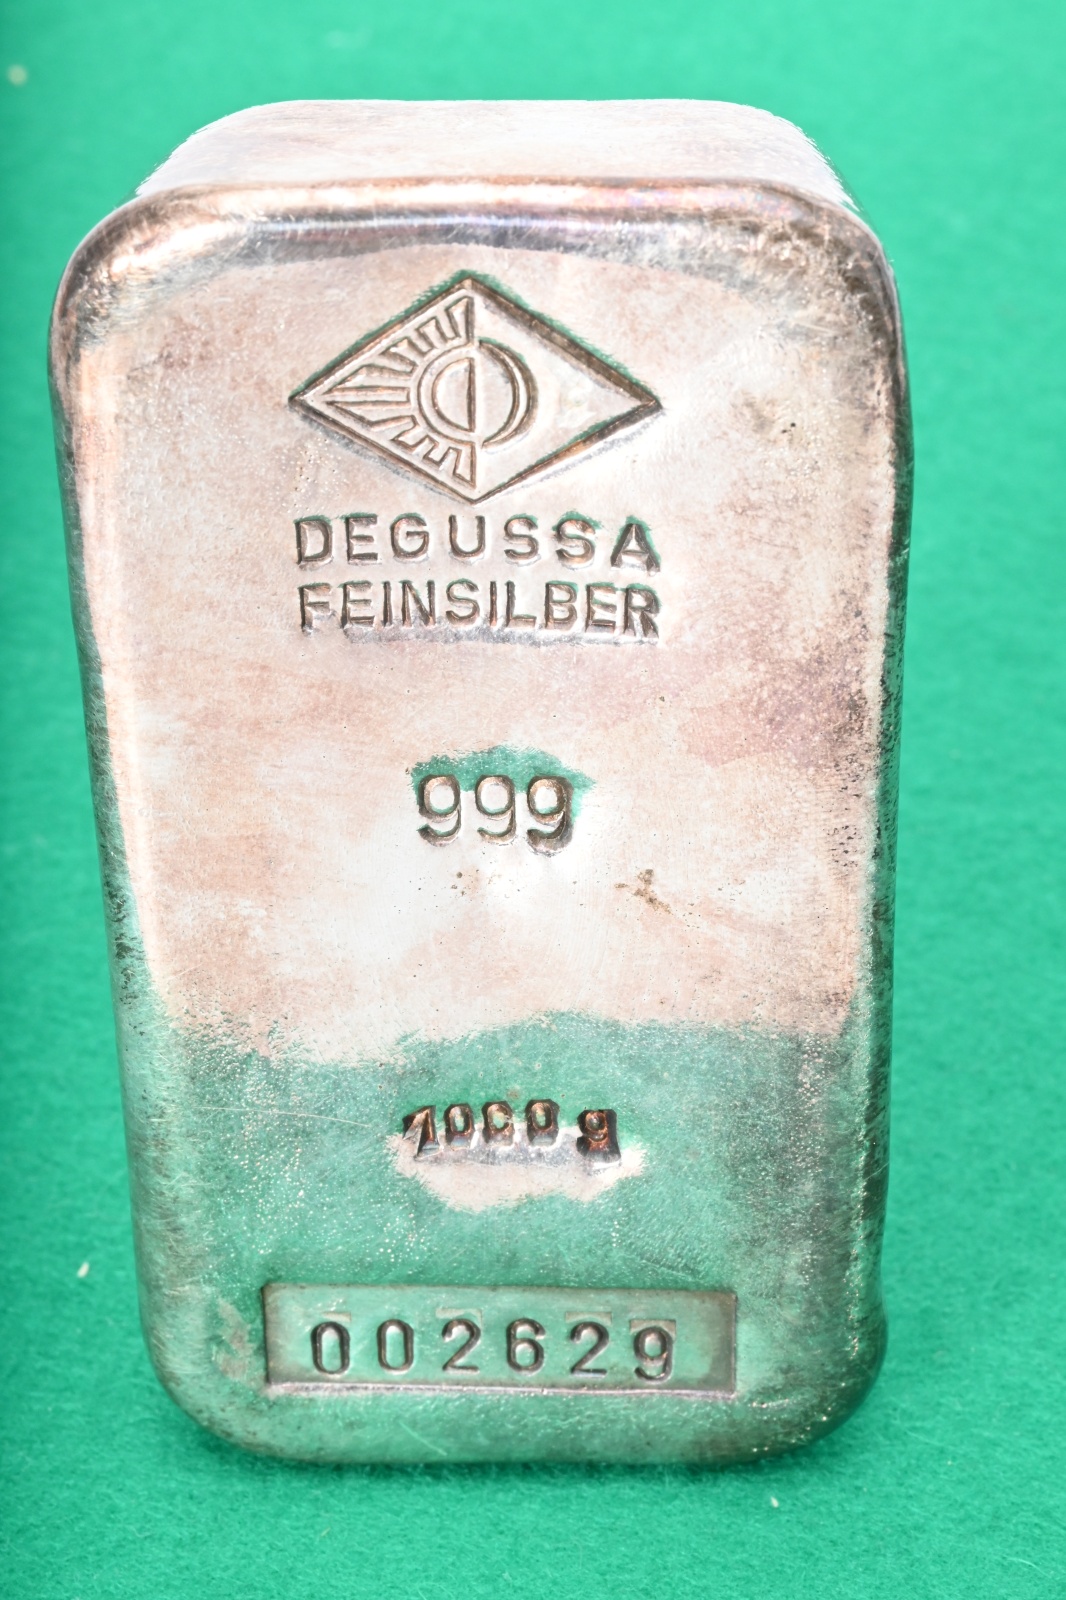 DEGUSSA
FEINSILBER
999
1000 g
002629